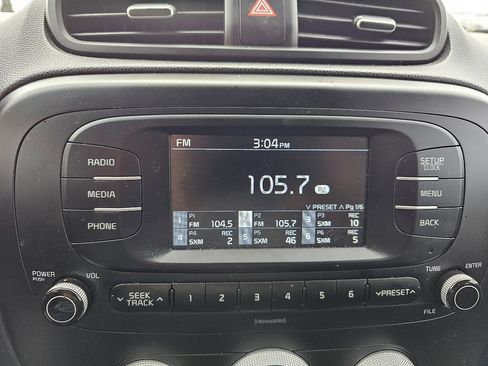 FM 3:04PM
RADIO
MEDIA
PHONE
SETUP
CLOCK
MENU
BACK
105.7 P2
∨ PRESET ∧ Pg 1/6
1 P1 FM 104.5
2 P2 FM 105.7
3 P3 REC SXM 10
4 P4 REC SXM 2
5 P5 REC SXM 46
6 P6 REC SXM 5
POWER
PUSH
VOL
∨ SEEK ∧
TRACK
1 2 3 4 5 6
∨PRESET∧
TUNE
ENTER
FILE
SiriusXM